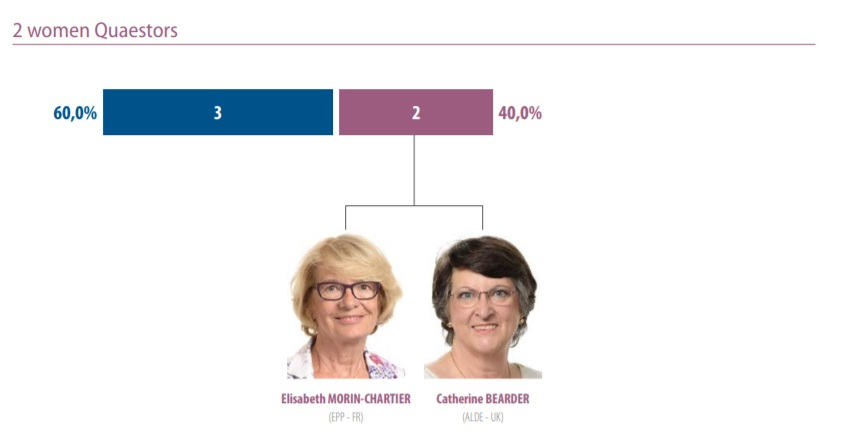 2 women Quaestors
60,0% 3 2 40,0%
Elisabeth MORIN-CHARTIER Catherine BEARDER
(EPP - FR) (ALDE - UK)